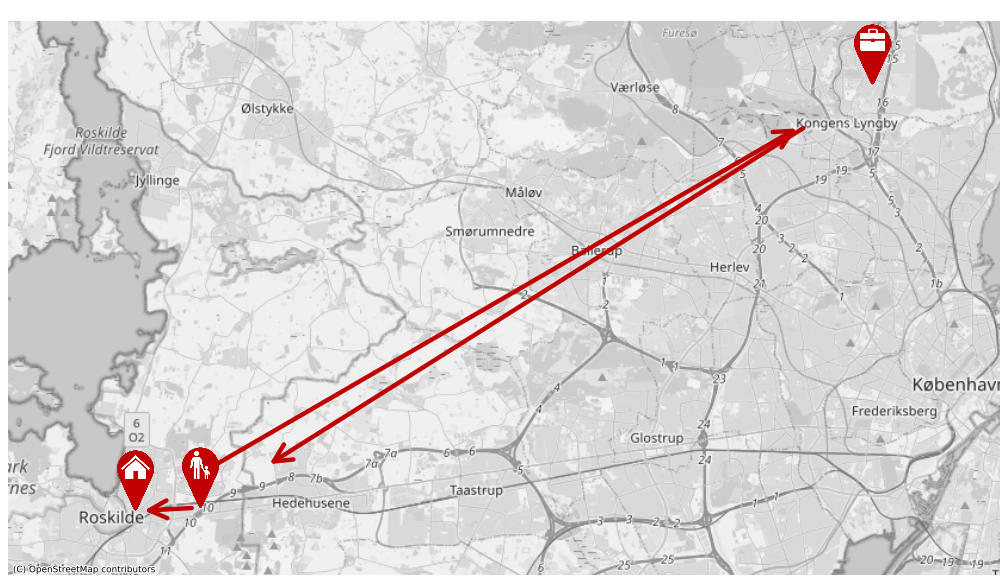 Furesø
5
15
Værløse
8
16
Ølstykke
Kongens Lyngby
Roskilde
Fjord Vildtreservat
7
17
6
5
19
19
5
Jyllinge
Måløv
5
3
4
20
Smørumnedre
3
2
2
20
2
Ballerup
Herlev
1
21
1b
2
1
2
1
1
23
København
4
Frederiksberg
6
O2
4
24
Glostrup
7a
6
6
7a
24
ark
nes
5
8
7b
9
9
Taastrup
Hedehusene
1
1
10
Roskilde
10
3
3
2
2
11
25
25
20
19
19
(C) OpenStreetMap contributors